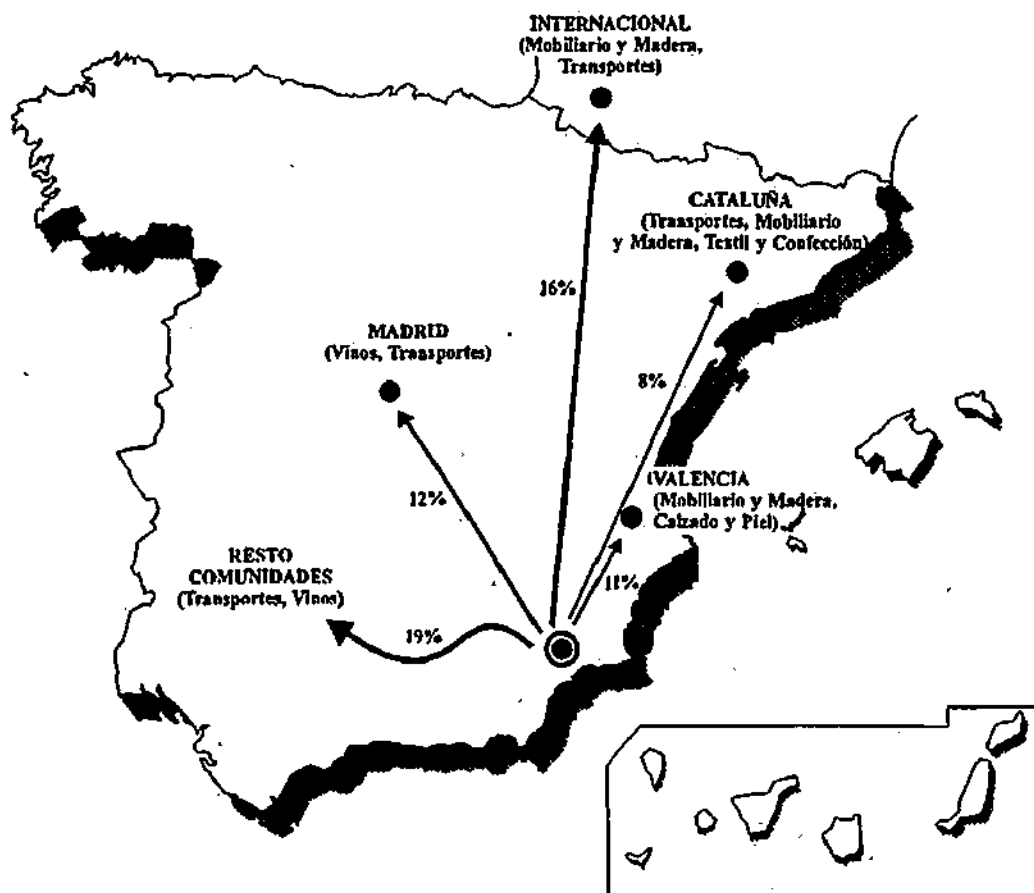 INTERNACIONAL
(Mobiliario y Madera,
Transportes)
CATALUÑA
(Transportes, Mobiliario
y Madera, Textil y Confección)
16%
MADRID
(Vinos, Transportes)
8%
12%
VALENCIA
(Mobiliario y Madera,
Calzado y Piel)
RESTO
COMUNIDADES
(Transportes, Vinos)
11%
19%